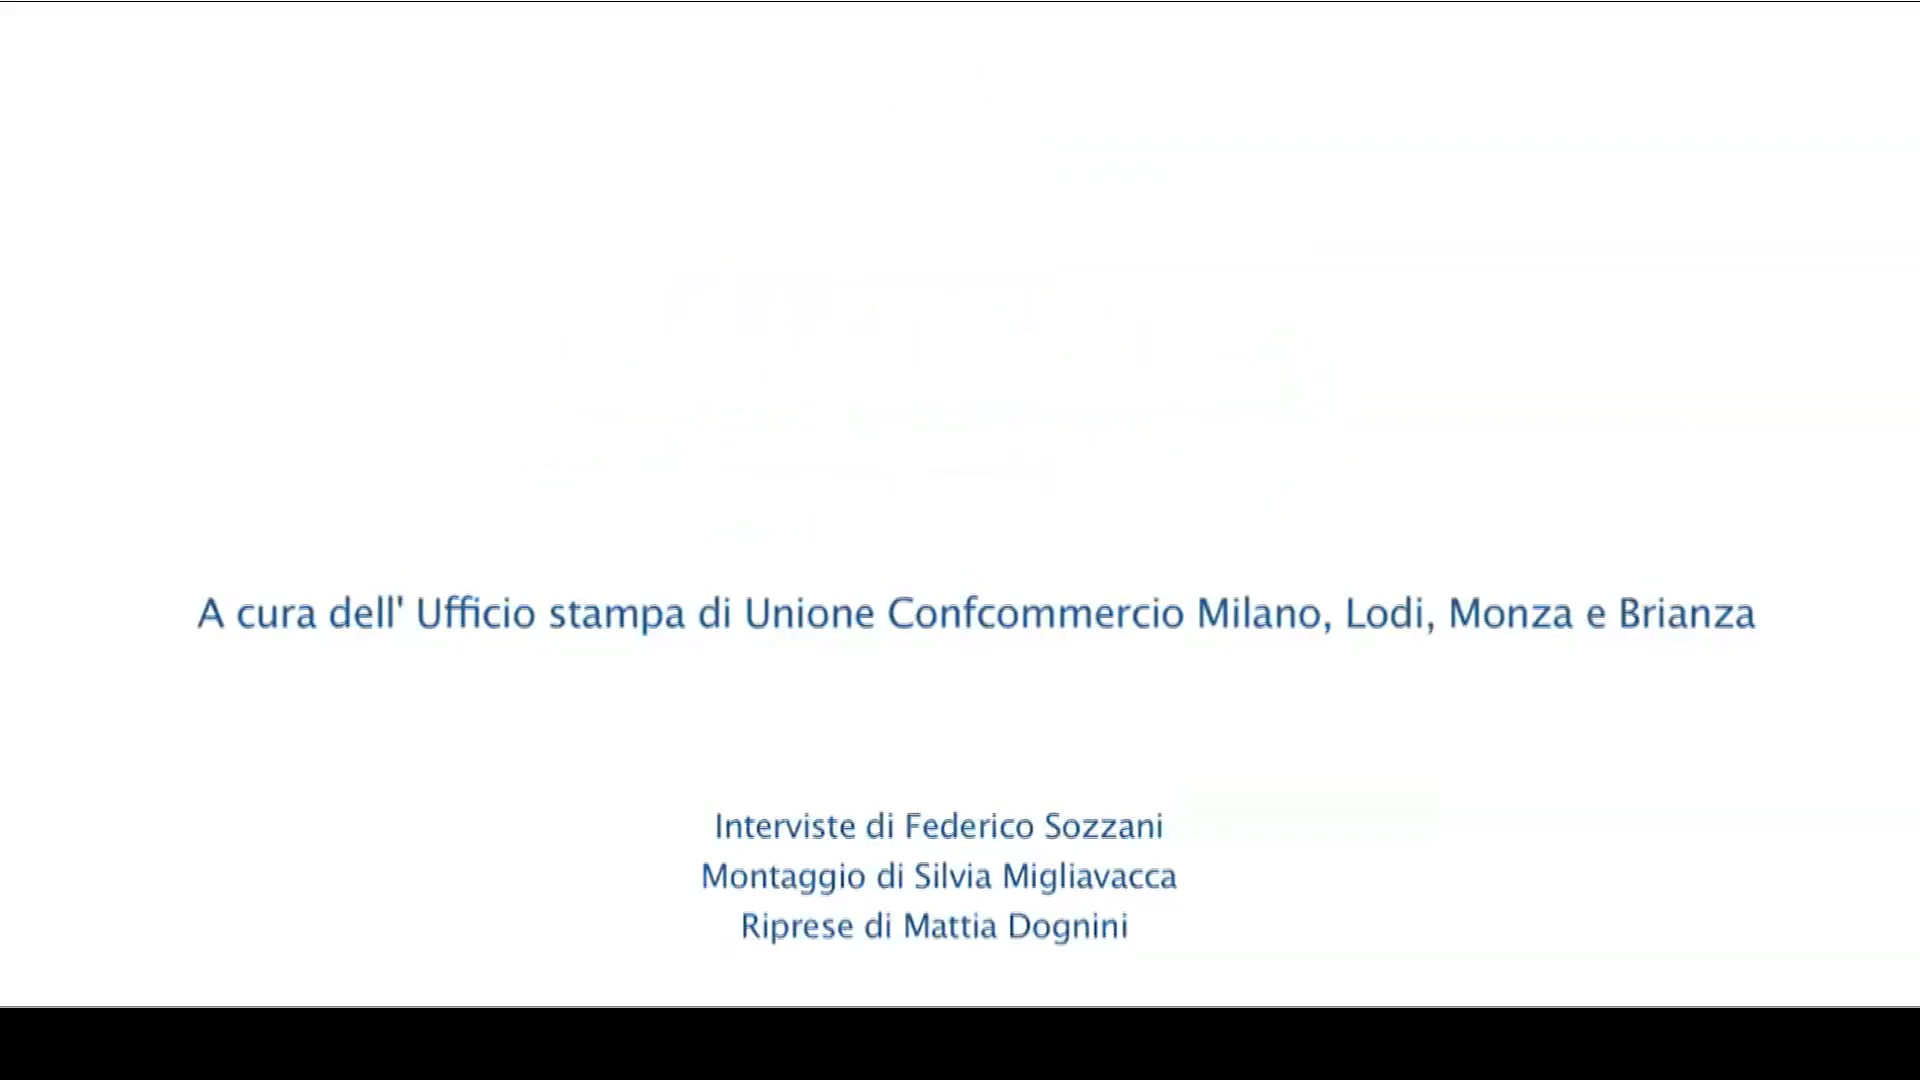 A cura dell' Ufficio stampa di Unione Confcommercio Milano, Lodi, Monza e Brianza
Interviste di Federico Sozzani
Montaggio di Silvia Migliavacca
Riprese di Mattia Dognini